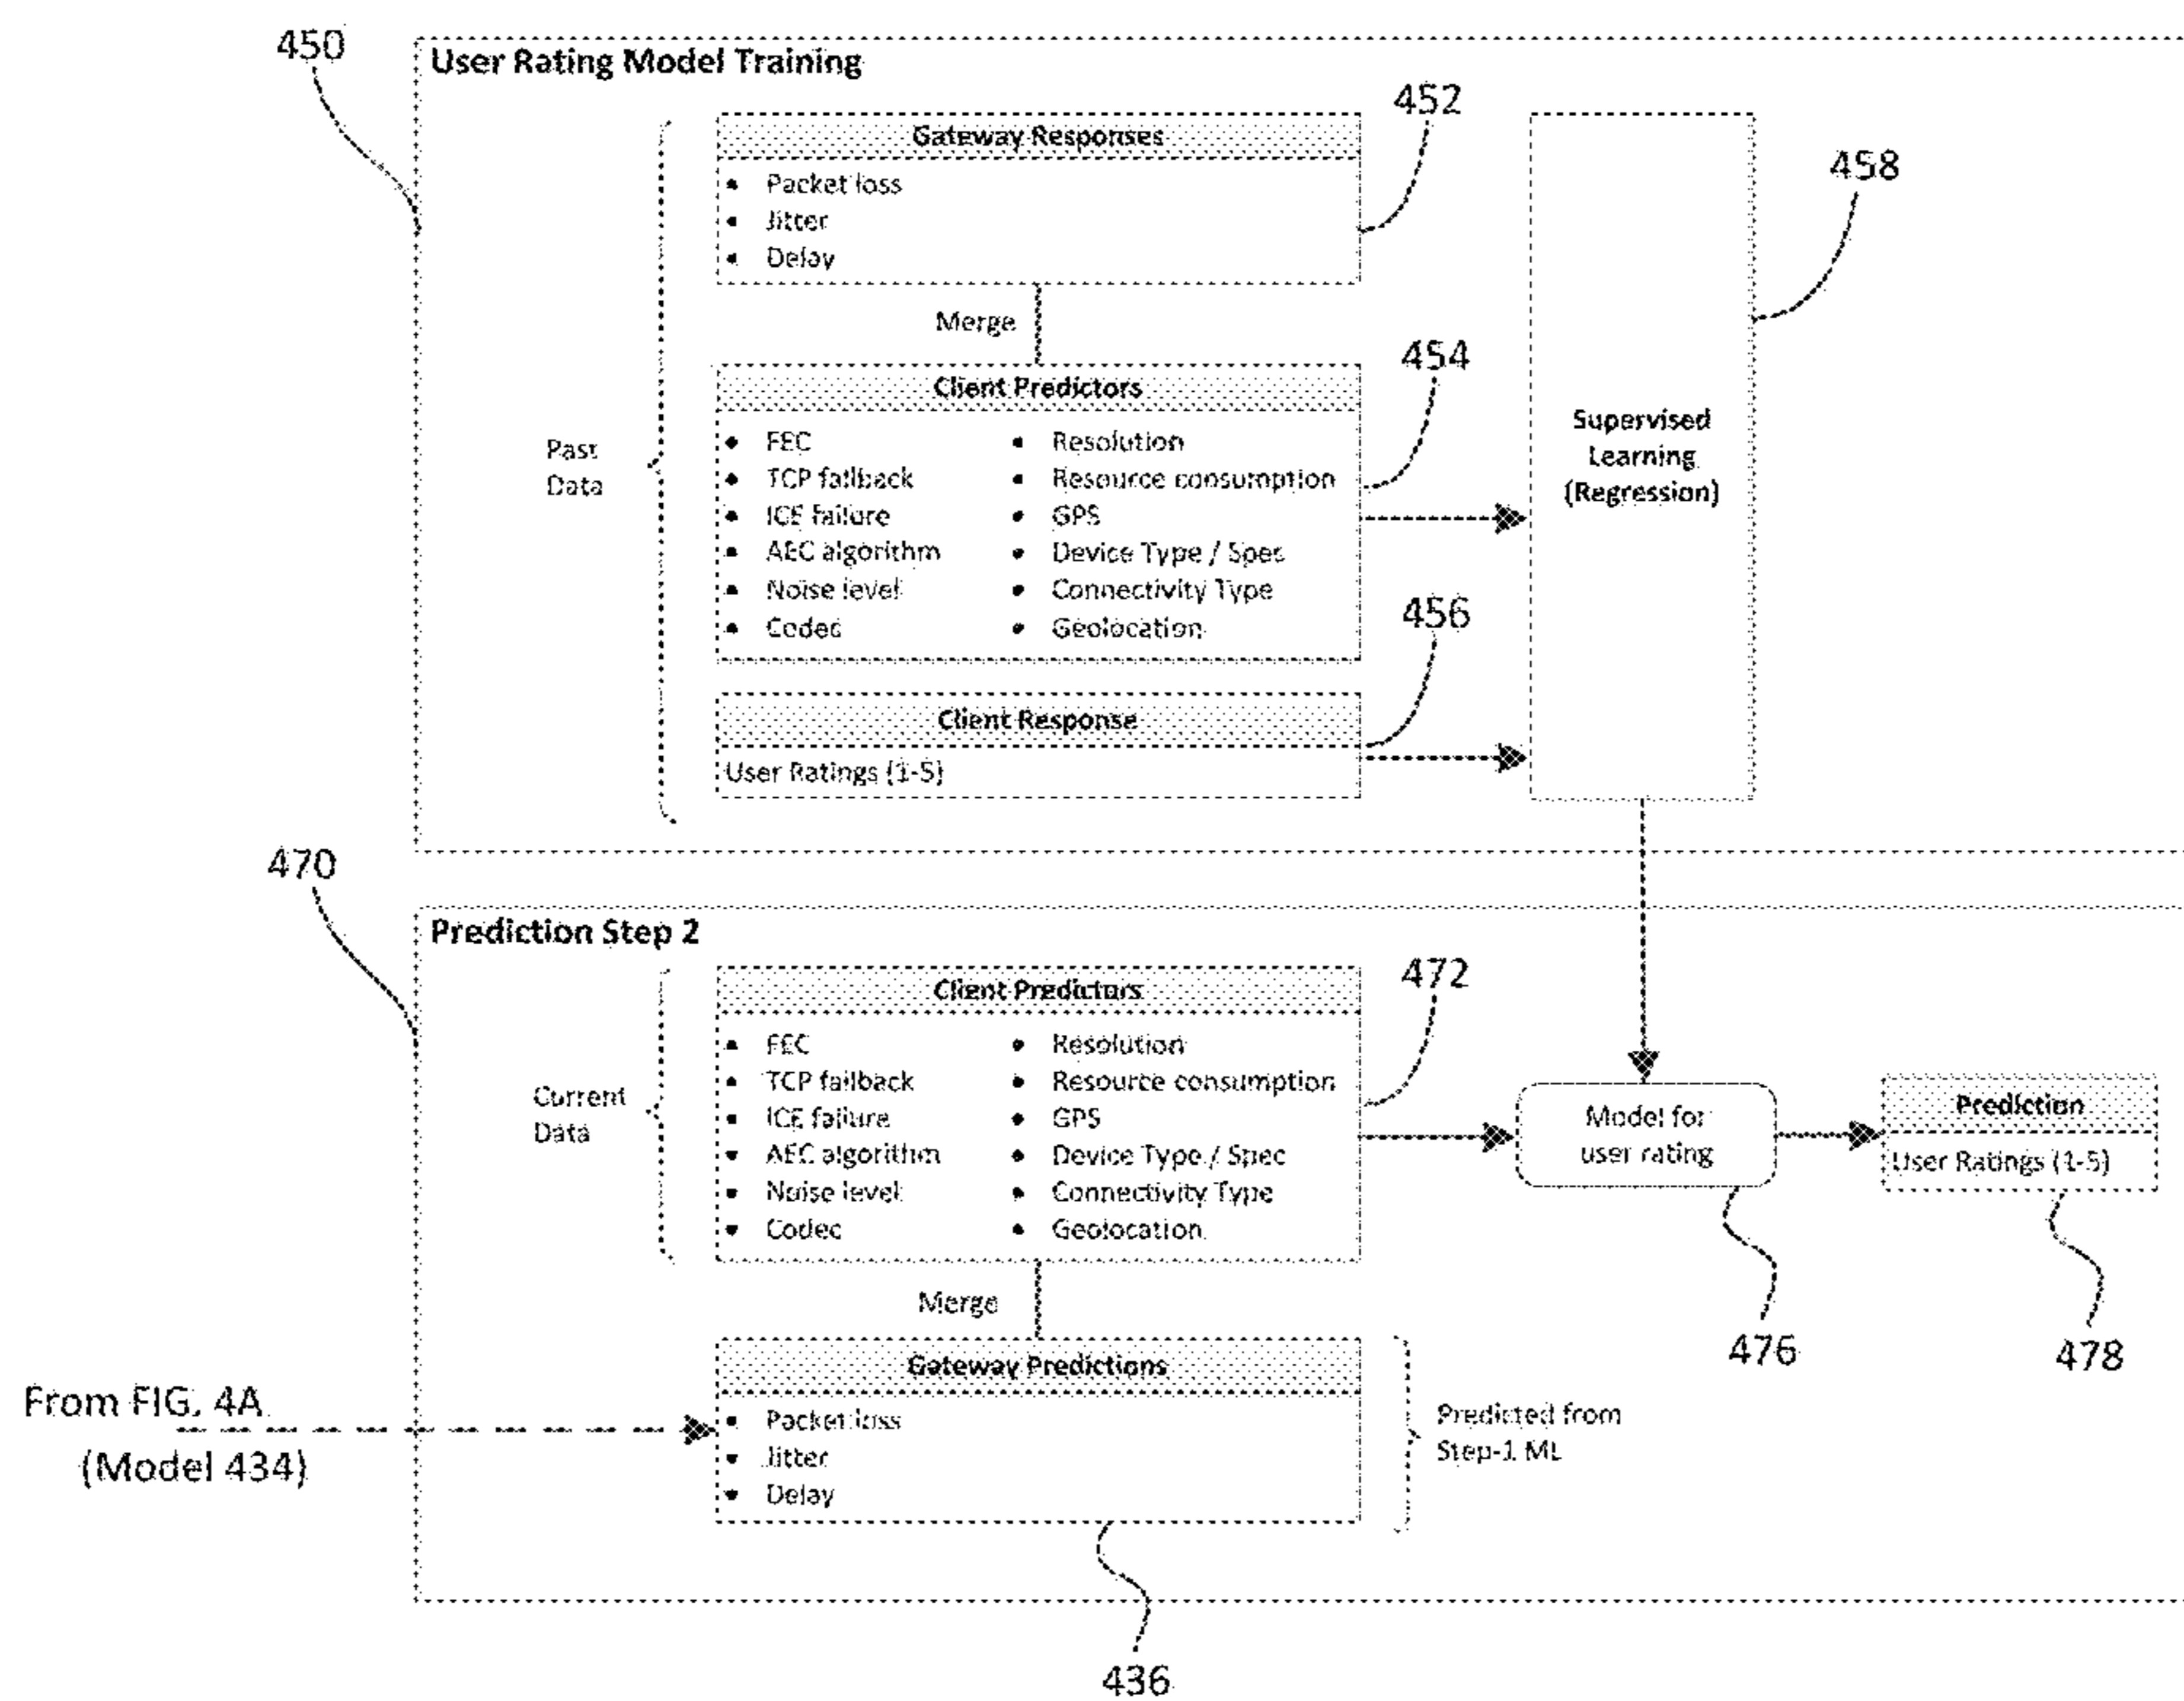 450
User Rating Model Training
452
458
Gateway Responses
• Packet loss
• Jitter
• Delay
Merge
454
Client Predictors
Past
Data
• FEC
• TCP fallback
• ICE failure
• AEC algorithm
• Noise level
• Codec
• Resolution
• Resource consumption
• GPS
• Device Type / Spec
• Connectivity Type
• Geolocation
Supervised
Learning
(Regression)
456
Client Response
User Ratings (1-5)
470
Prediction Step 2
472
Client Predictors
Current
Data
• FEC
• TCP fallback
• ICE failure
• AEC algorithm
• Noise level
• Codec
• Resolution
• Resource consumption
• GPS
• Device Type / Spec
• Connectivity Type
• Geolocation
Model for
user rating
Prediction
User Ratings (1-5)
Merge
476
478
Gateway Predictions
From FIG. 4A
(Model 434)
• Packet loss
• Jitter
• Delay
Predicted from
Step-1 ML
436